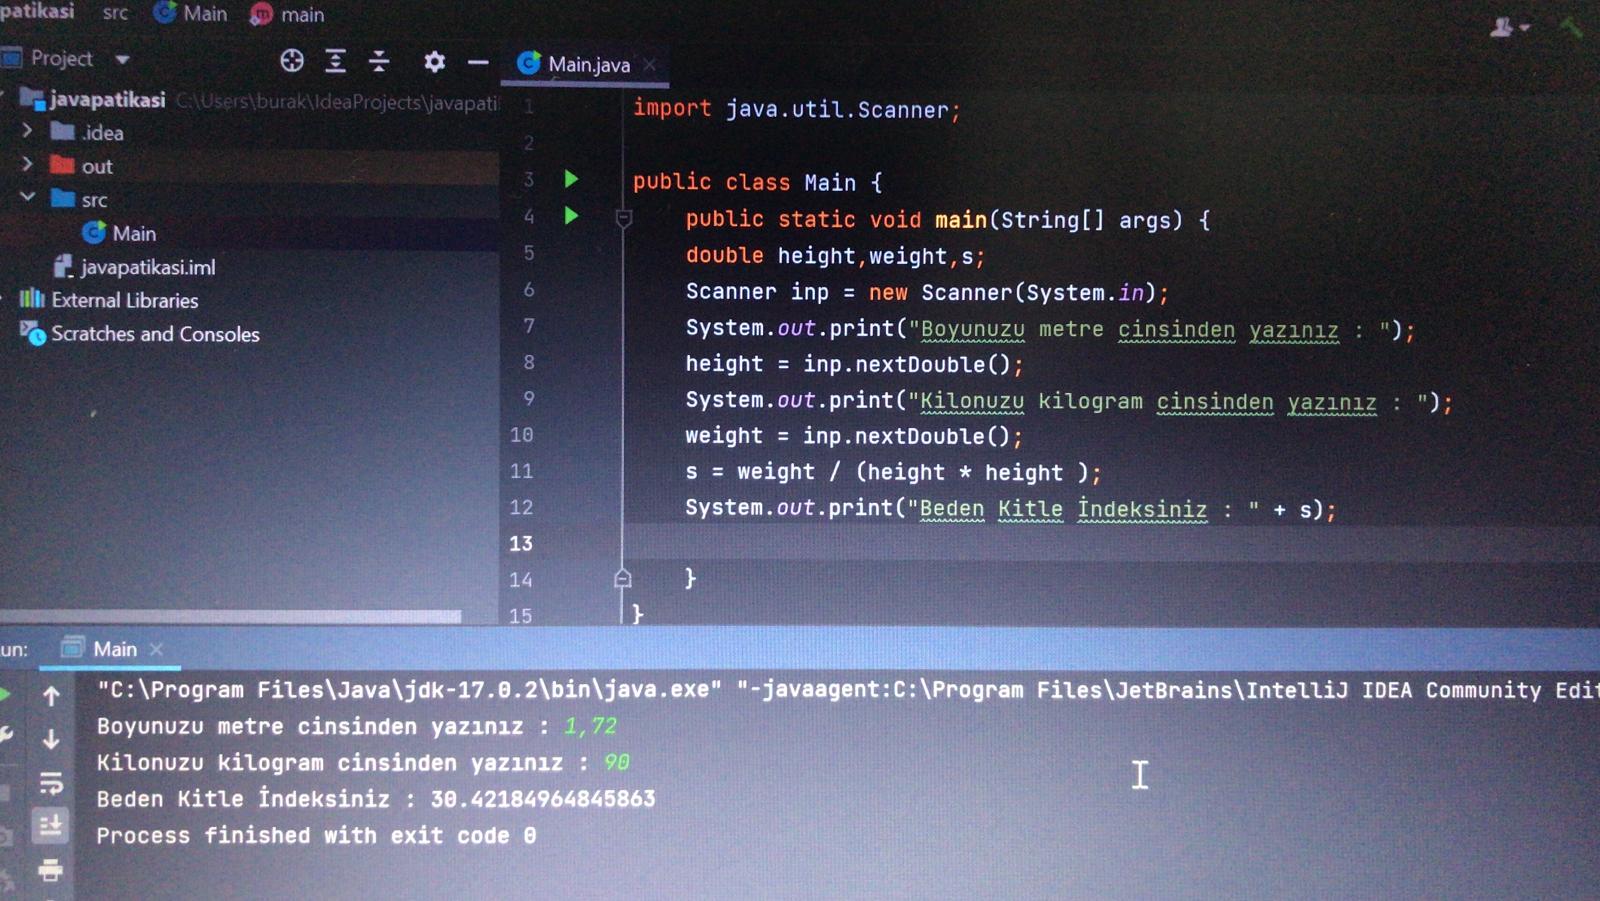 patikasi src Main main
Project
Main.java
javapatikasi C:\Users\burak\IdeaProjects\javapati
.idea
out
src
Main
javapatikasi.iml
External Libraries
Scratches and Consoles
1 import java.util.Scanner;
2
3 public class Main {
4 public static void main(String[] args) {
5 double height,weight,s;
6 Scanner inp = new Scanner(System.in);
7 System.out.print("Boyunuzu metre cinsinden yazınız : ");
8 height = inp.nextDouble();
9 System.out.print("Kilonuzu kilogram cinsinden yazınız : ");
10 weight = inp.nextDouble();
11 s = weight / (height * height );
12 System.out.print("Beden Kitle İndeksiniz : " + s);
13
14 }
15 }
un: Main
"C:\Program Files\Java\jdk-17.0.2\bin\java.exe" "-javaagent:C:\Program Files\JetBrains\IntelliJ IDEA Community Edit
Boyunuzu metre cinsinden yazınız : 1,72
Kilonuzu kilogram cinsinden yazınız : 90
Beden Kitle İndeksiniz : 30.42184964845863
Process finished with exit code 0